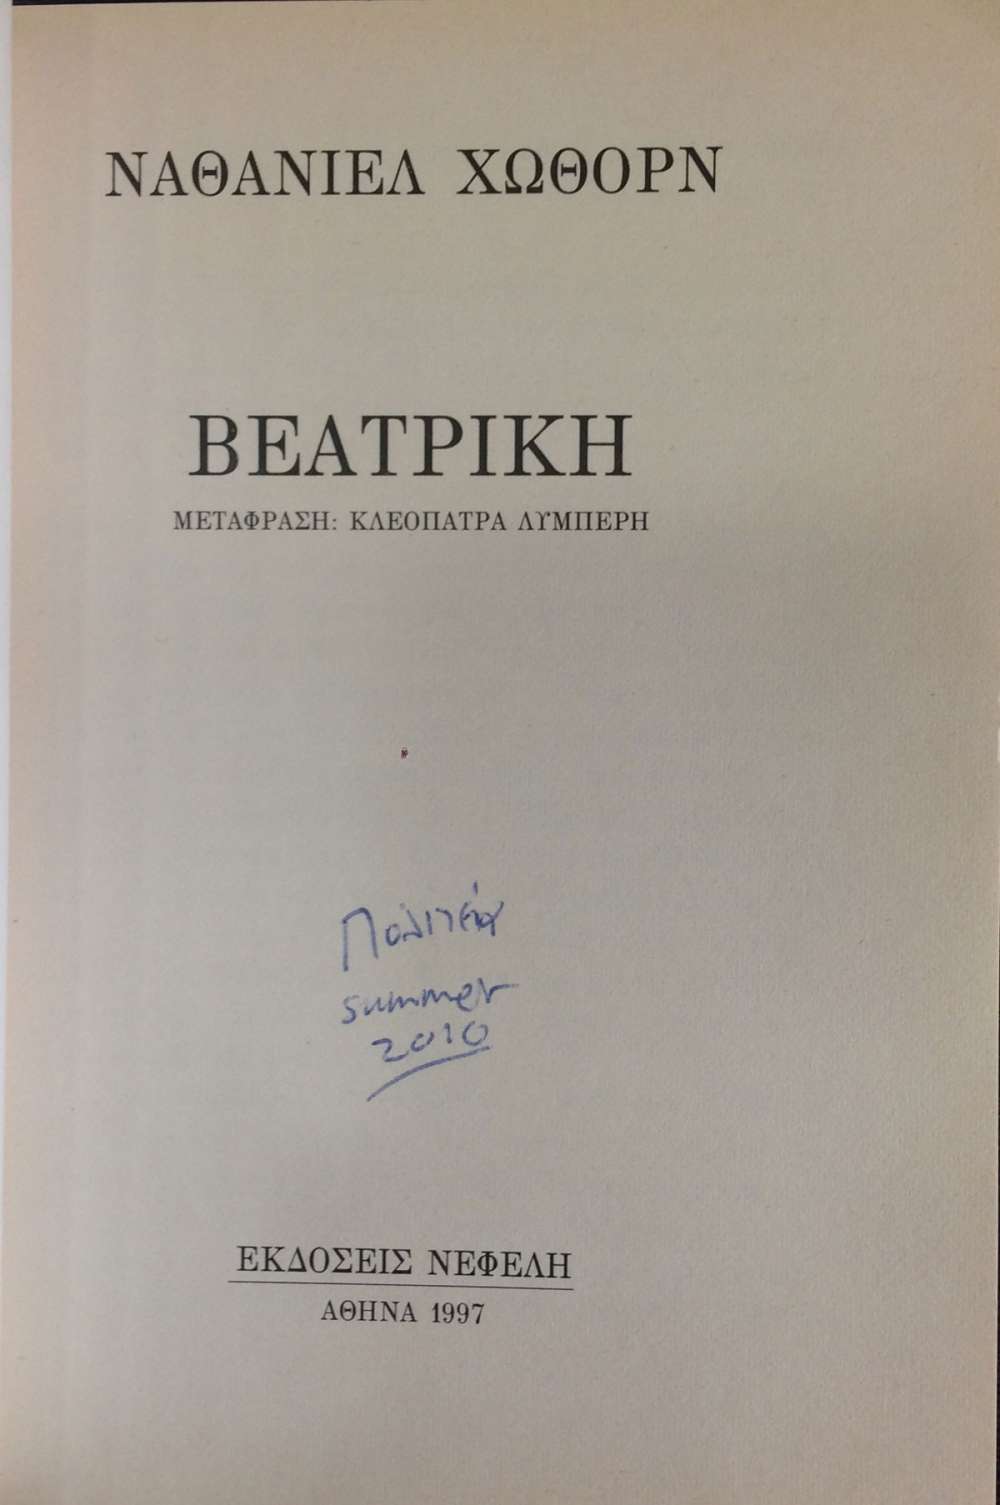 ΝΑΘΑΝΙΕΛ ΧΩΘΟΡΝ
ΒΕΑΤΡΙΚΗ
ΜΕΤΑΦΡΑΣΗ: ΚΛΕΟΠΑΤΡΑ ΛΥΜΠΕΡΗ
Πολιτεία
summer
2010
ΕΚΔΟΣΕΙΣ ΝΕΦΕΛΗ
ΑΘΗΝΑ 1997